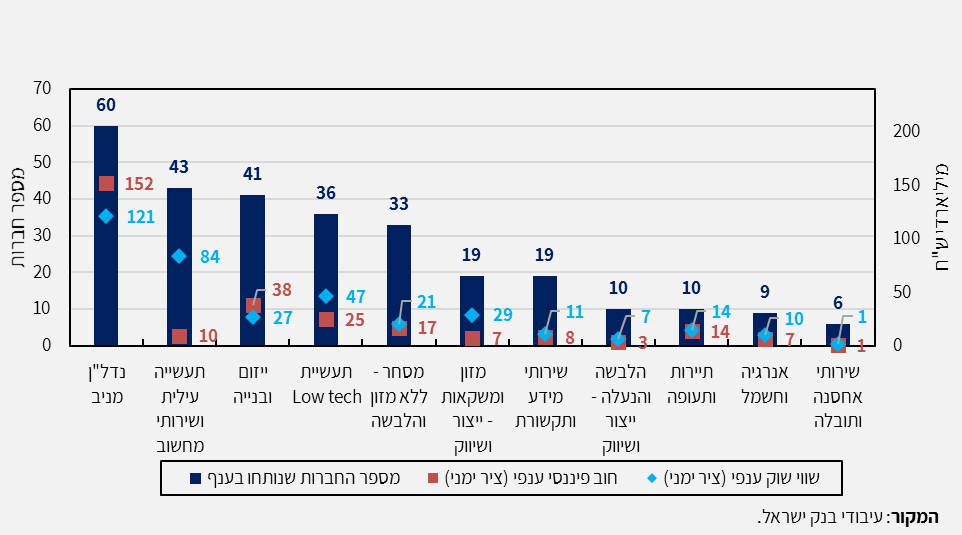 מספר חברות
מיליארדי ש"ח
70
60
50
40
30
20
10
0
200
150
100
50
0
60
43
41
36
33
19
19
10
10
9
6
152
10
38
25
17
7
8
3
14
7
1
121
84
27
47
21
29
11
7
14
10
1
נדל"ן
מניב
תעשייה
עילית
ושירותי
מחשוב
ייזום
ובנייה
תעשיית
Low tech
מסחר -
ללא מזון
והלבשה
מזון
ומשקאות
- ייצור
ושיווק
שירותי
מידע
ותקשורת
הלבשה
והנעלה -
ייצור
ושיווק
תיירות
ותעופה
אנרגיה
וחשמל
שירותי
אחסנה
ותובלה
מספר החברות שנותחו בענף
חוב פיננסי ענפי (ציר ימני)
שווי שוק ענפי (ציר ימני)
המקור: עיבודי בנק ישראל.